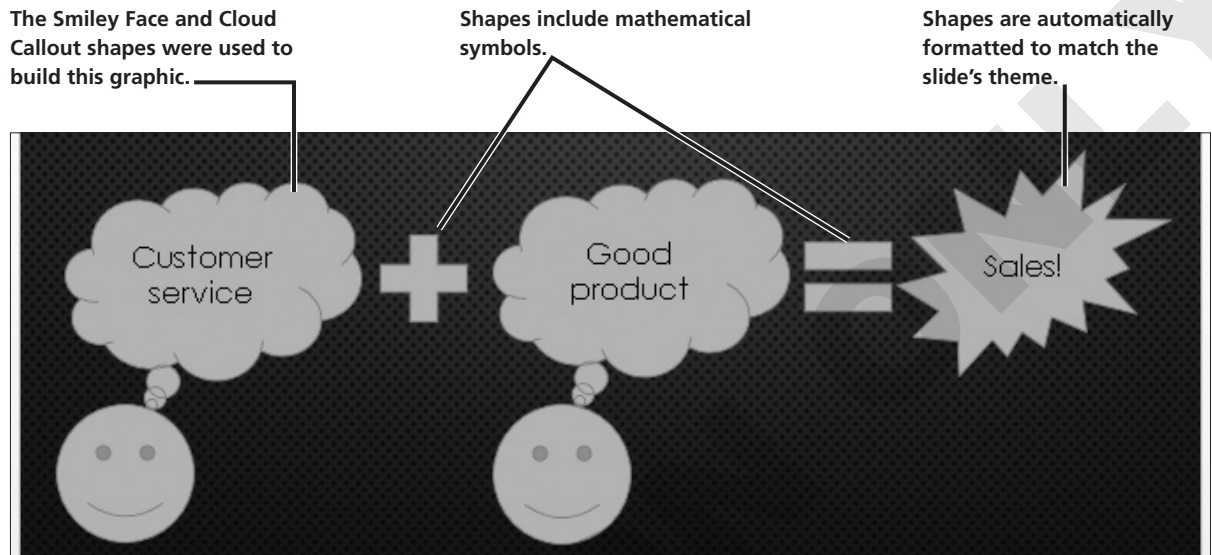 The Smiley Face and Cloud
Callout shapes were used to
build this graphic.
Shapes include mathematical
symbols.
Shapes are automatically
formatted to match the
slide's theme.
Customer
service
Good
product
Sales!